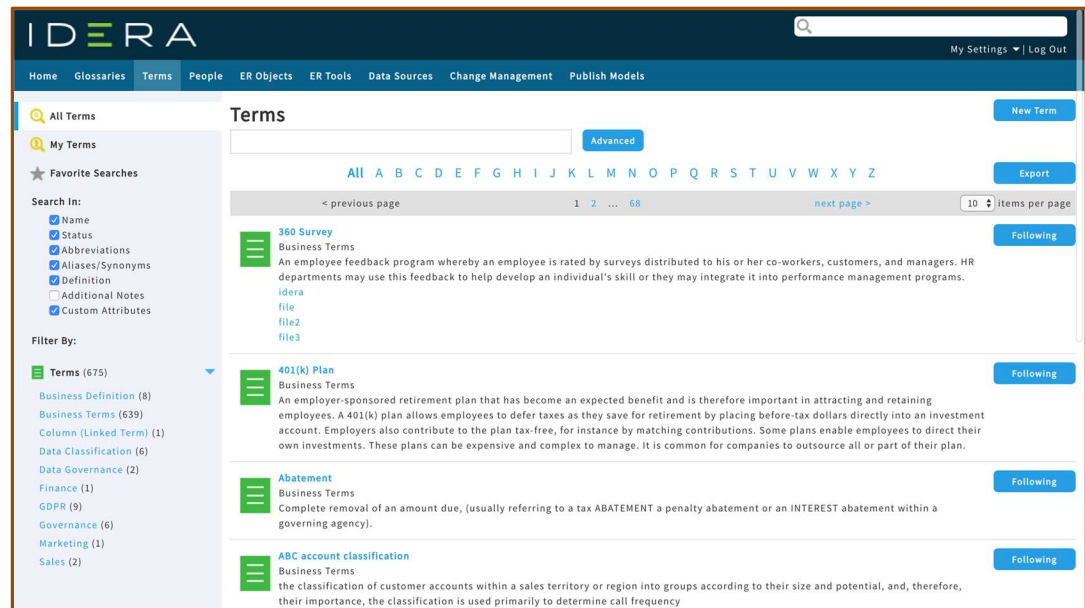 IDERA
My Settings | Log Out
Home Glossaries Terms People ER Objects ER Tools Data Sources Change Management Publish Models
All Terms
My Terms
Favorite Searches
Search In:
Name
Status
Abbreviations
Aliases/Synonyms
Definition
Additional Notes
Custom Attributes
Filter By:
Terms (675)
Business Definition (8)
Business Terms (639)
Column (Linked Term) (1)
Data Classification (6)
Data Governance (2)
Finance (1)
GDPR (9)
Governance (6)
Marketing (1)
Sales (2)
Terms
New Term
Advanced
All A B C D E F G H I J K L M N O P Q R S T U V W X Y Z
Export
< previous page 1 2 ... 68 next page > 10 items per page
360 Survey
Following
Business Terms
An employee feedback program whereby an employee is rated by surveys distributed to his or her co-workers, customers, and managers. HR
departments may use this feedback to help develop an individual's skill or they may integrate it into performance management programs.
idera
file
file2
file3
401(k) Plan
Following
Business Terms
An employer-sponsored retirement plan that has become an expected benefit and is therefore important in attracting and retaining
employees. A 401(k) plan allows employees to defer taxes as they save for retirement by placing before-tax dollars directly into an investment
account. Employers also contribute to the plan tax-free, for instance by matching contributions. Some plans enable employees to direct their
own investments. These plans can be expensive and complex to manage. It is common for companies to outsource all or part of their plan.
Abatement
Following
Business Terms
Complete removal of an amount due, (usually referring to a tax ABATEMENT a penalty abatement or an INTEREST abatement within a
governing agency).
ABC account classification
Following
Business Terms
the classification of customer accounts within a sales territory or region into groups according to their size and potential, and, therefore,
their importance, the classification is used primarily to determine call frequency